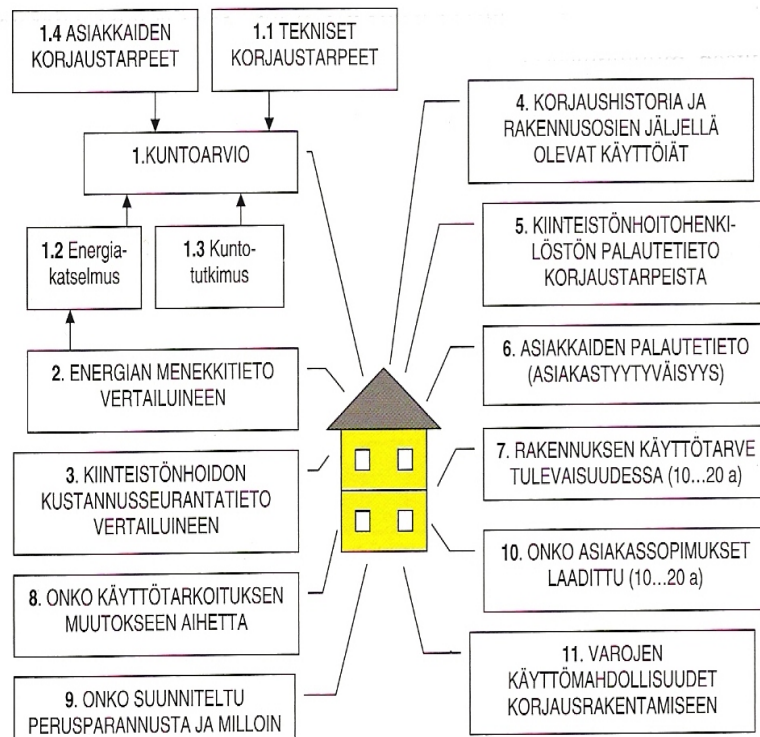 1.4 ASIAKKAIDEN
KORJAUSTARPEET
1.1 TEKNISET
KORJAUSTARPEET
1.KUNTOARVIO
1.2 Energia-
katselmus
1.3 Kunto-
tutkimus
2. ENERGIAN MENEKKITIETO
VERTAILUINEEN
3. KIINTEISTÖNHOIDON
KUSTANNUSSEURANTATIETO
VERTAILUINEEN
8. ONKO KÄYTTÖTARKOITUKSEN
MUUTOKSEEN AIHETTA
9. ONKO SUUNNITELTU
PERUSPARANNUSTA JA MILLOIN
4. KORJAUSHISTORIA JA
RAKENNUSOSIEN JÄLJELLÄ
OLEVAT KÄYTTÖIÄT
5. KIINTEISTÖNHOITOHENKI-
LÖSTÖN PALAUTETIETO
KORJAUSTARPEISTA
6. ASIAKKAIDEN PALAUTETIETO
(ASIAKASTYYTYVÄISYYS)
7. RAKENNUKSEN KÄYTTÖTARVE
TULEVAISUUDESSA (10...20 a)
10. ONKO ASIAKASSOPIMUKSET
LAADITTU (10...20 a)
11. VAROJEN
KÄYTTÖMAHDOLLISUUDET
KORJAUSRAKENTAMISEEN